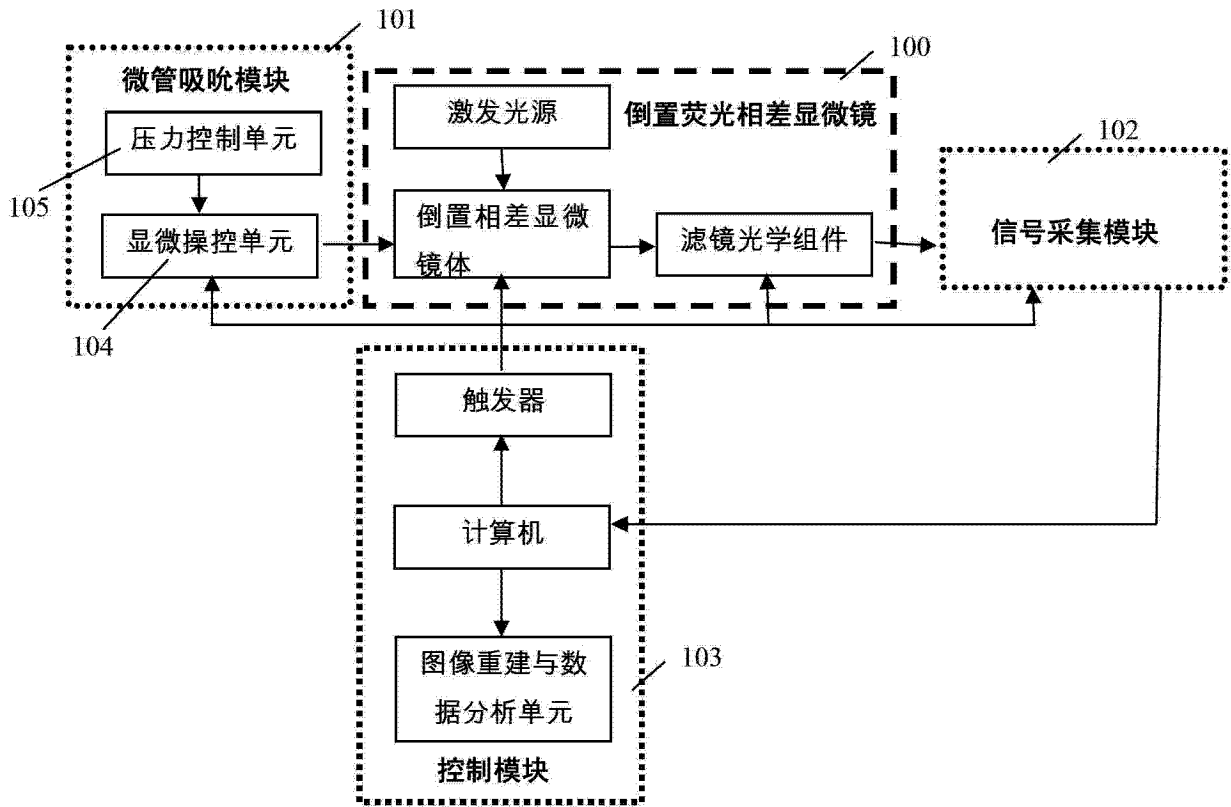 101
100
微管吸吮模块
激发光源
倒置荧光相差显微镜
102
压力控制单元
105
倒置相差显微
镜体
显微操控单元
滤镜光学组件
信号采集模块
104
触发器
计算机
图像重建与数
据分析单元
103
控制模块